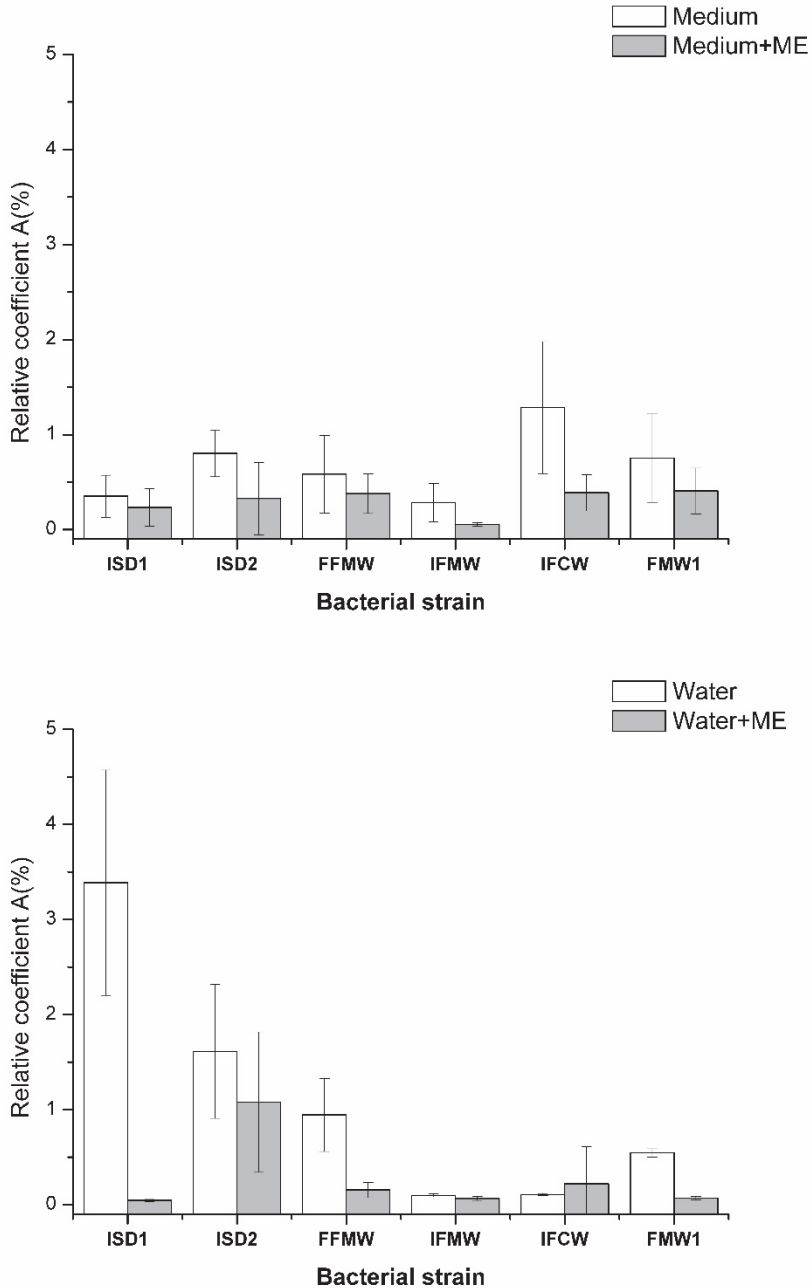 Medium
Medium+ME
5
4
3
2
1
0
Relative coefficient A(%)
ISD1 ISD2 FFMW IFMW IFCW FMW1
Bacterial strain
Water
Water+ME
5
4
3
2
1
0
Relative coefficient A(%)
ISD1 ISD2 FFMW IFMW IFCW FMW1
Bacterial strain